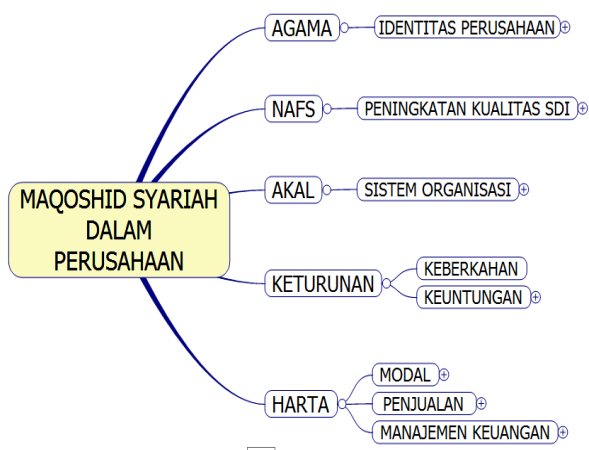 MAQOSHID SYARIAH
DALAM
PERUSAHAAN
AGAMA
IDENTITAS PERUSAHAAN
NAFS
PENINGKATAN KUALITAS SDI
AKAL
SISTEM ORGANISASI
KETURUNAN
KEBERKAHAN
KEUNTUNGAN
HARTA
MODAL
PENJUALAN
MANAJEMEN KEUANGAN